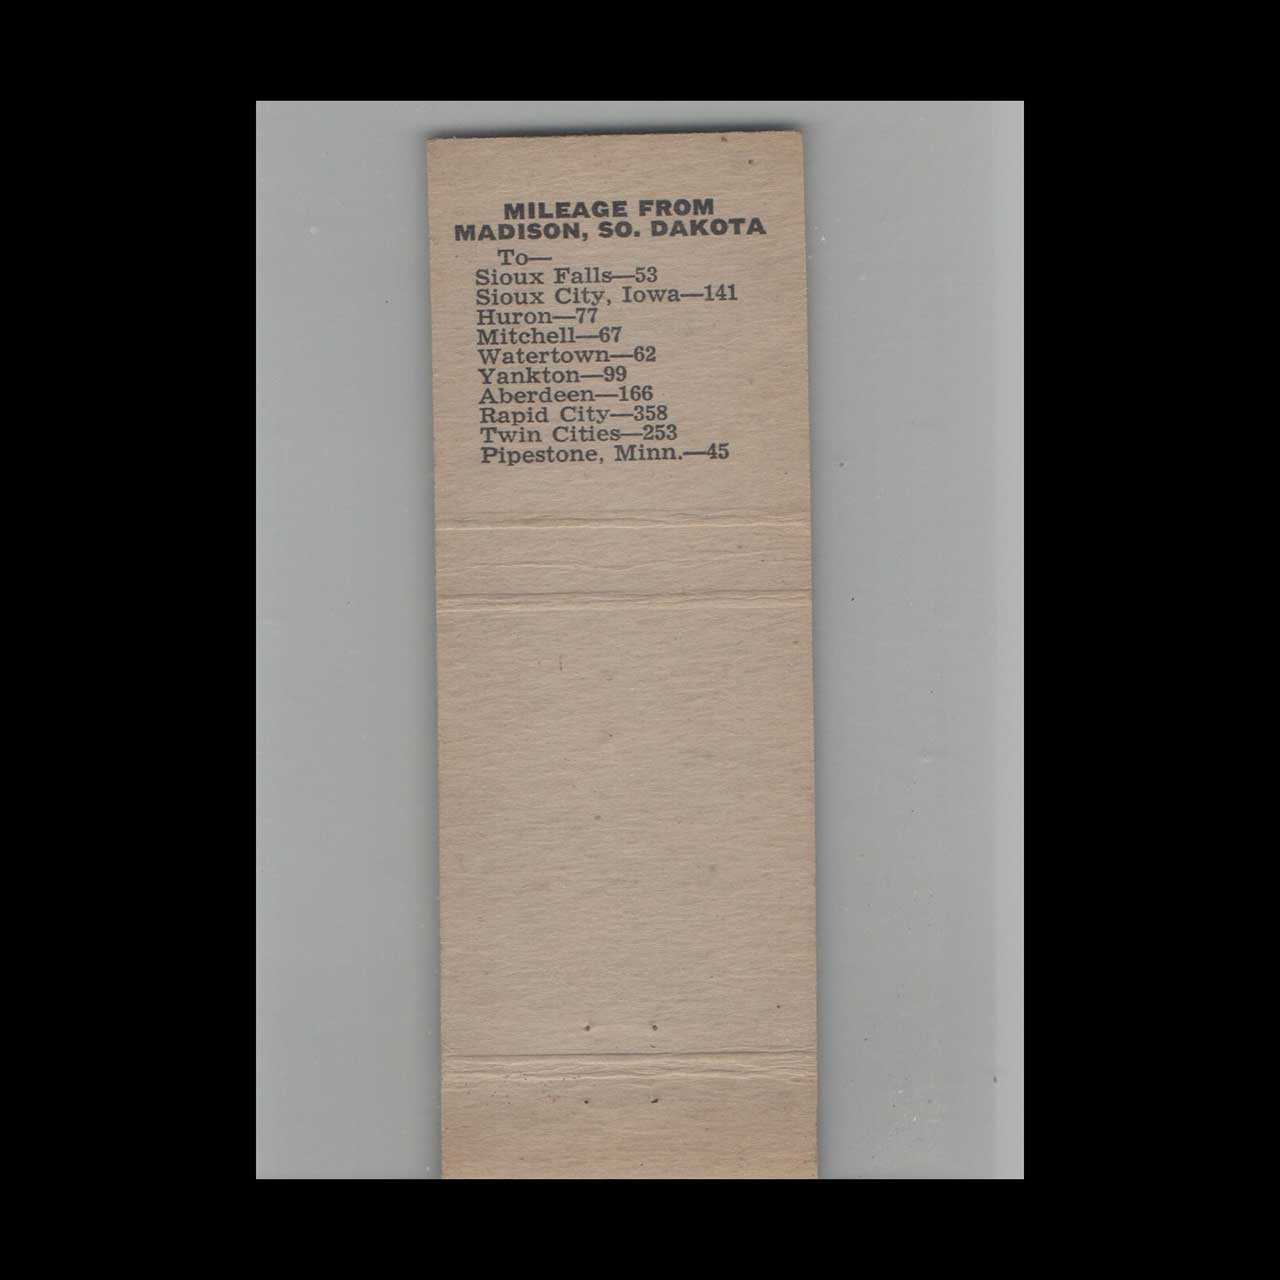 MILEAGE FROM
MADISON, SO. DAKOTA
To—
Sioux Falls—53
Sioux City, Iowa—141
Huron—77
Mitchell—67
Watertown—62
Yankton—99
Aberdeen—166
Rapid City—358
Twin Cities—253
Pipestone, Minn.—45